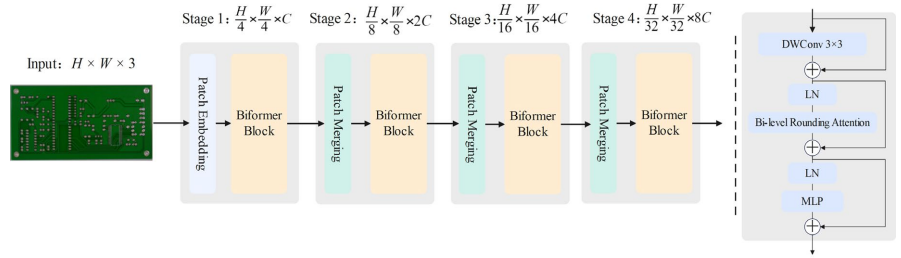 Stage 1: H/4 × W/4 × C
Stage 2: H/8 × W/8 × 2C
Stage 3: H/16 × W/16 × 4C
Stage 4: H/32 × W/32 × 8C
Input: H × W × 3
Patch Embedding
Biformer
Block
Patch Merging
Biformer
Block
Patch Merging
Biformer
Block
Patch Merging
Biformer
Block
DWConv 3×3
LN
Bi-level Rounding Attention
LN
MLP